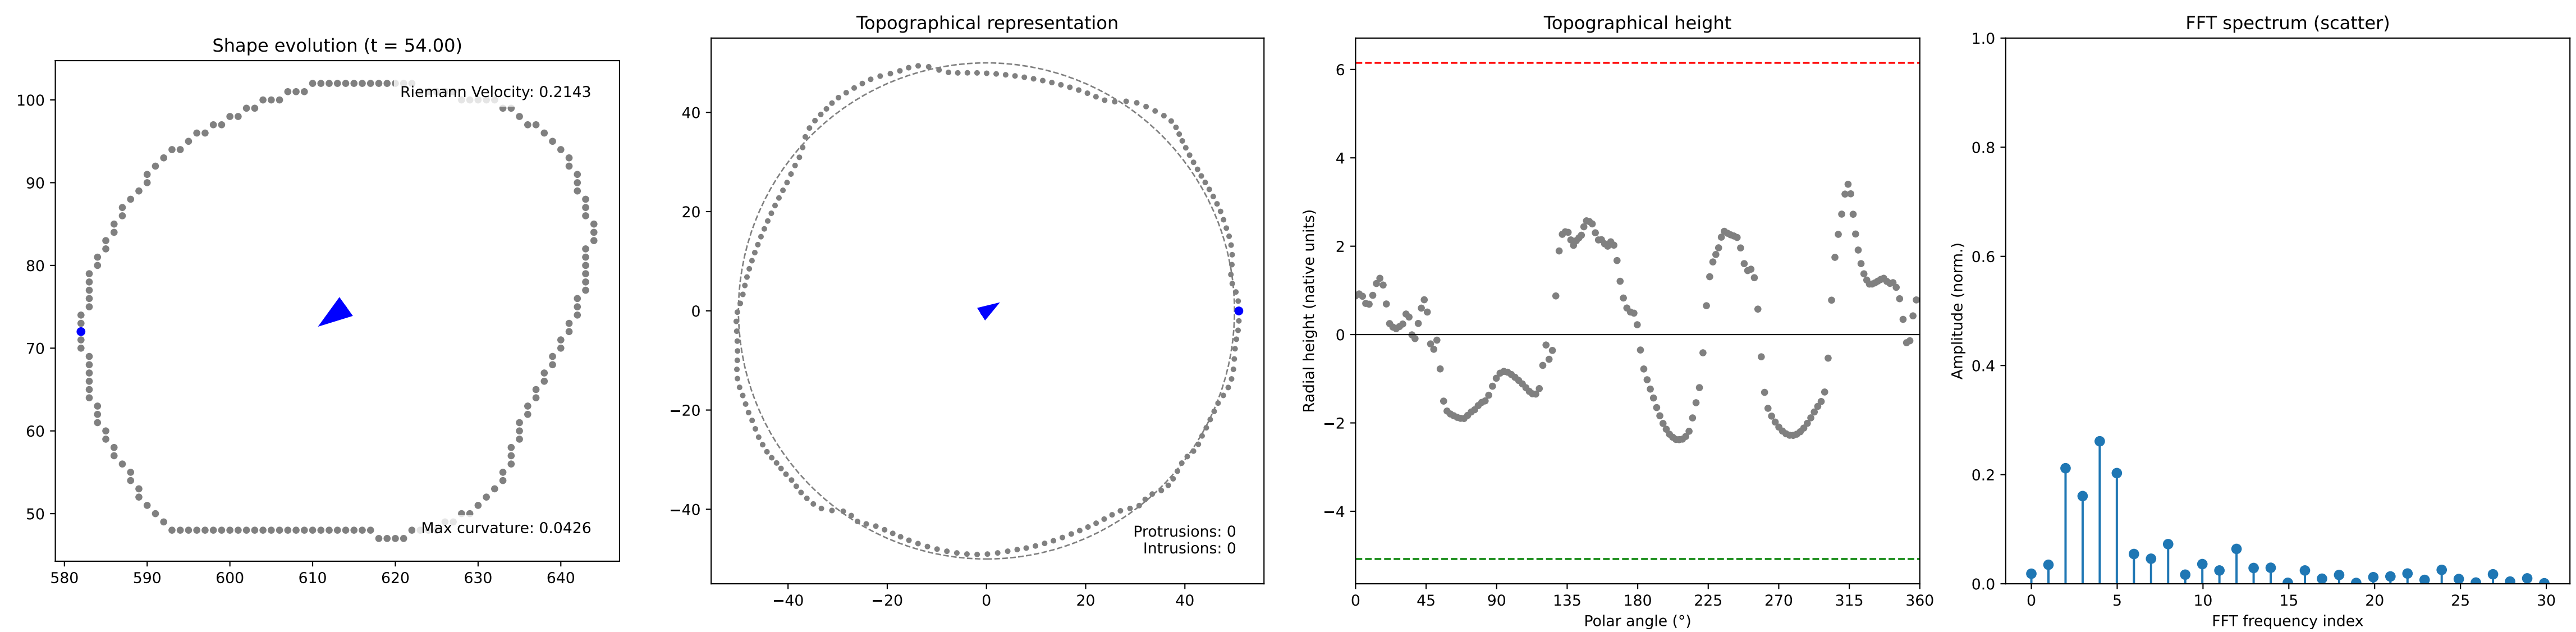 Shape evolution (t = 54.00)
100
90
80
70
60
50
580 590 600 610 620 630 640
Riemann Velocity: 0.2143
Max curvature: 0.0426
Topographical representation
40
20
0
−20
−40
−40 −20 0 20 40
Protrusions: 0
Intrusions: 0
Topographical height
Radial height (native units)
6
4
2
0
−2
−4
0 45 90 135 180 225 270 315 360
Polar angle (°)
FFT spectrum (scatter)
Amplitude (norm.)
1.0
0.8
0.6
0.4
0.2
0.0
0 5 10 15 20 25 30
FFT frequency index